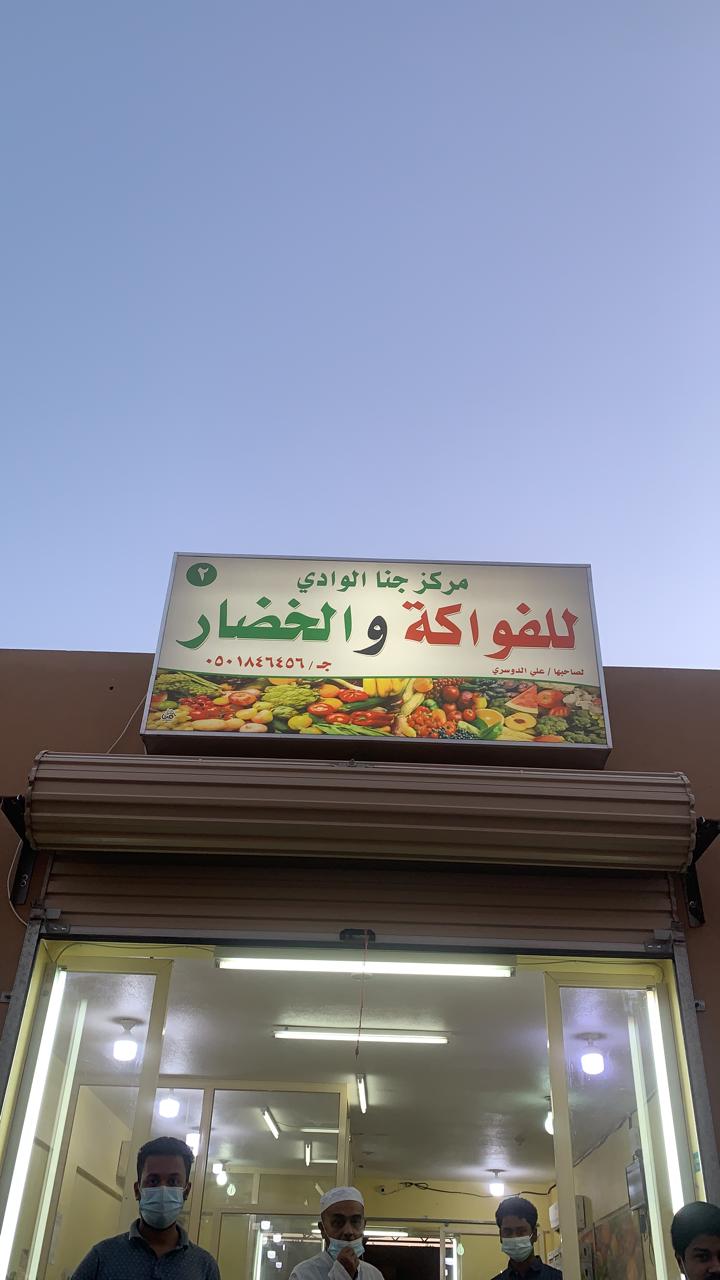 مركز جنا الوادي
٢
للفواكة والخضار
لصاحبها / علي الدوسري
جـ / ٠٥٠١٨٤٦٤٥٦